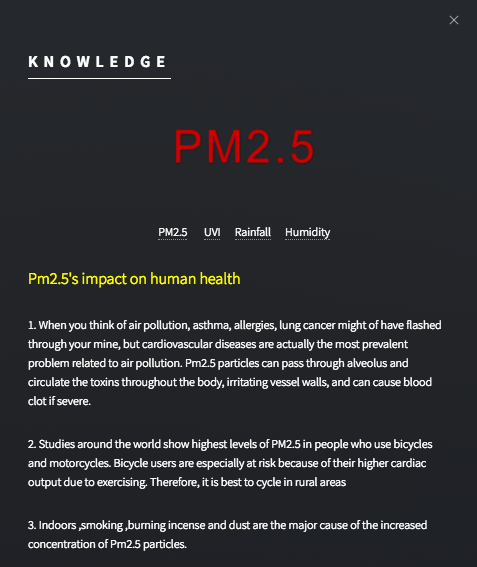 KNOWLEDGE
PM2.5
PM2.5 UVI Rainfall Humidity
Pm2.5's impact on human health
1. When you think of air pollution, asthma, allergies, lung cancer might of have flashed
through your mine, but cardiovascular diseases are actually the most prevalent
problem related to air pollution. Pm2.5 particles can pass through alveolus and
circulate the toxins throughout the body, irritating vessel walls, and can cause blood
clot if severe.
2. Studies around the world show highest levels of PM2.5 in people who use bicycles
and motorcycles. Bicycle users are especially at risk because of their higher cardiac
output due to exercising. Therefore, it is best to cycle in rural areas
3. Indoors ,smoking ,burning incense and dust are the major cause of the increased
concentration of Pm2.5 particles.